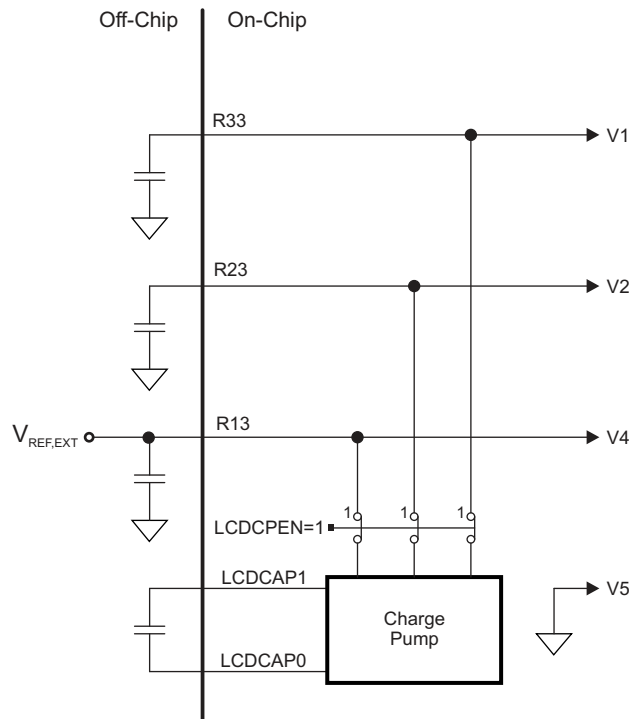 Off-Chip
On-Chip
R33
V1
R23
V2
V REF,EXT
R13
V4
1
1
1
LCDCPEN=1
LCDCAP1
Charge
Pump
V5
LCDCAP0